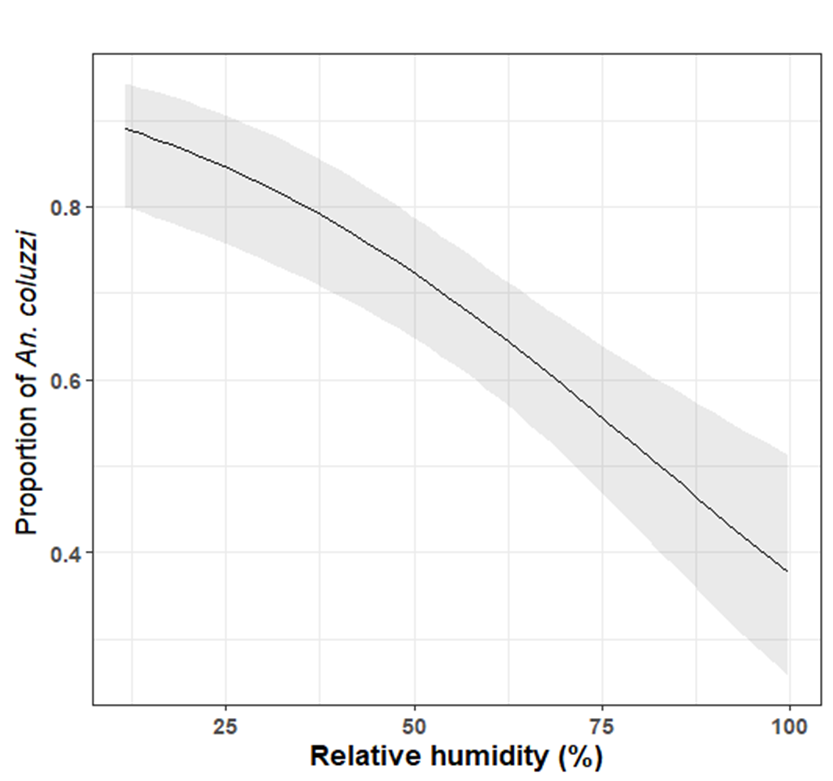 Proportion of An. coluzzi
0.8
0.6
0.4
25 50 75 100
Relative humidity (%)